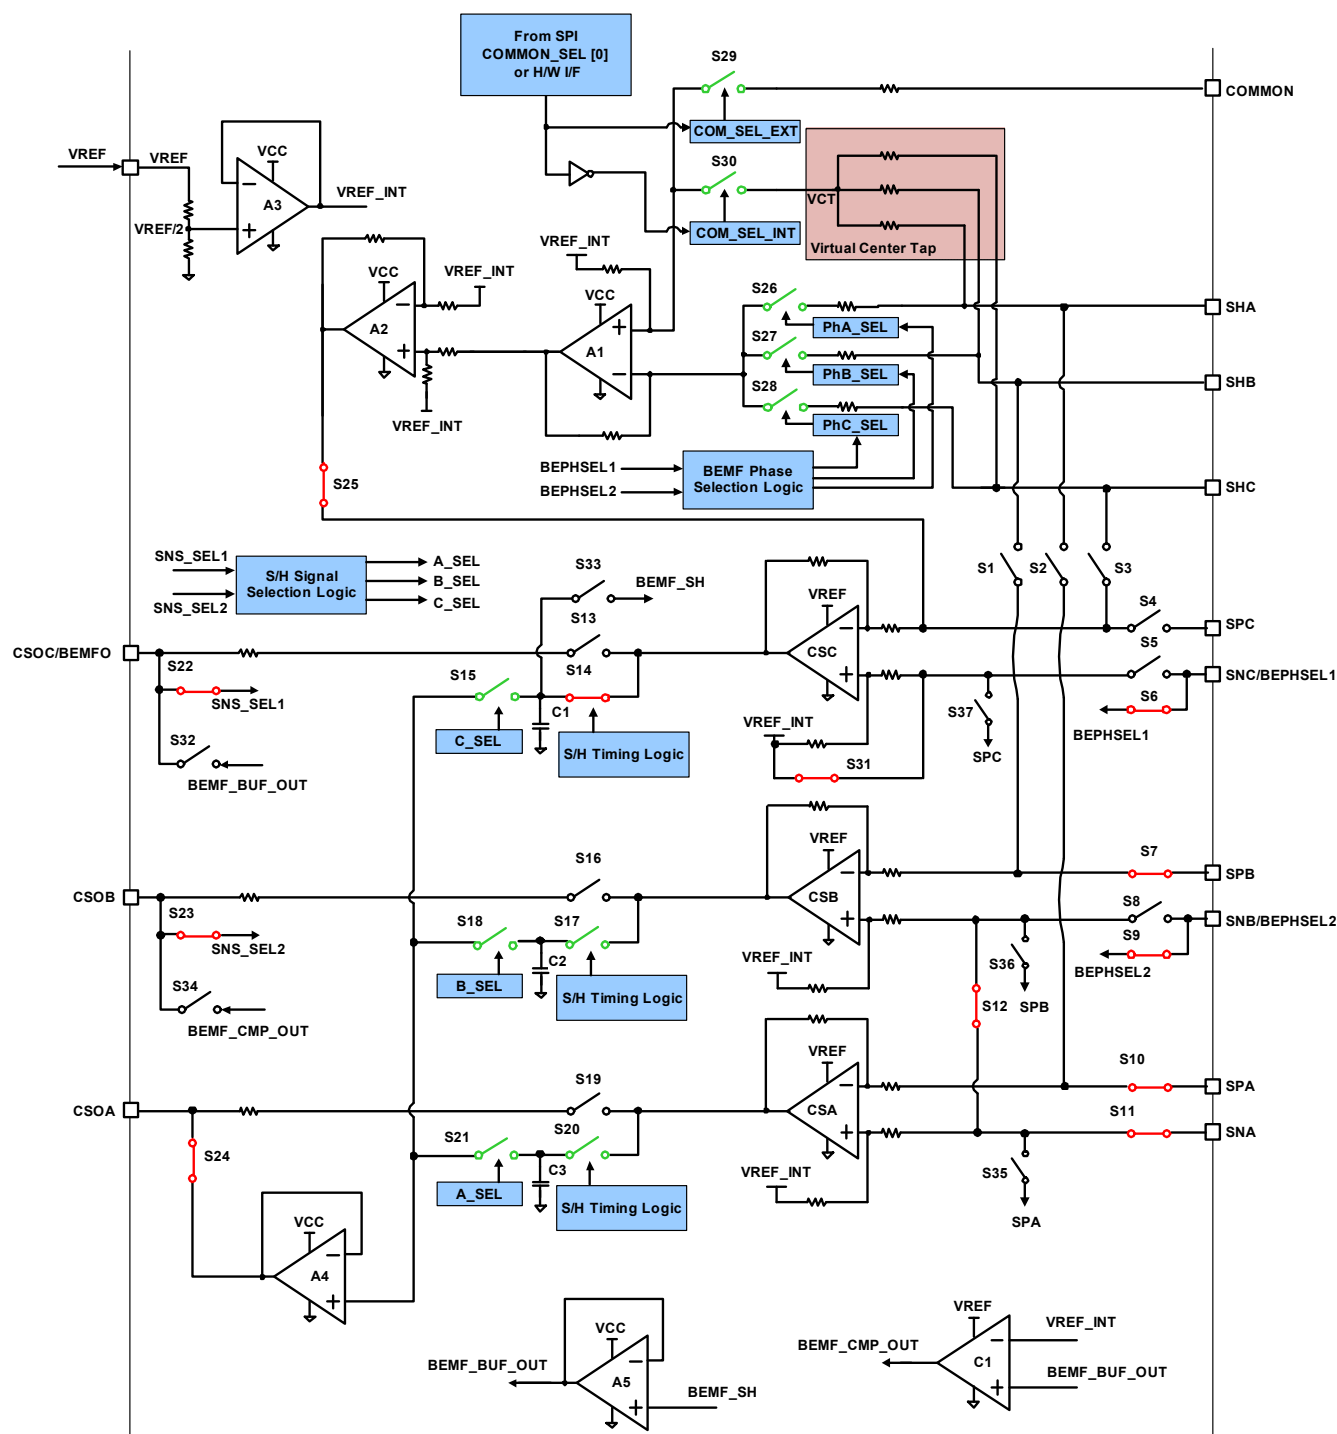 From SPI
COMMON_SEL [0]
or H/W I/F
S29
COMMON
COM_SEL_EXT
VREF
VREF
VCC
A3
VREF_INT
VREF/2
S30
VCT
COM_SEL_INT
Virtual Center Tap
VREF_INT
VCC
A2
VREF_INT
VREF_INT
VCC
A1
S26
PhA_SEL
SHA
S27
PhB_SEL
SHB
S28
PhC_SEL
BEPHSEL1
BEPHSEL2
BEMF Phase
Selection Logic
SHC
S25
SNS_SEL1
SNS_SEL2
S/H Signal
Selection Logic
A_SEL
B_SEL
C_SEL
S33
BEMF_SH
S13
S14
VREF
CSC
S1
S2
S3
S4
SPC
S5
SNC/BEPHSEL1
S6
BEPHSEL1
S37
SPC
CSOC/BEMFO
S22
SNS_SEL1
S32
BEMF_BUF_OUT
S15
C_SEL
C1
S/H Timing Logic
VREF_INT
S31
S16
VREF
CSB
S7
SPB
S8
SNB/BEPHSEL2
S9
BEPHSEL2
S36
SPB
CSOB
S23
SNS_SEL2
S34
BEMF_CMP_OUT
S18
S17
B_SEL
C2
S/H Timing Logic
VREF_INT
S12
S19
VREF
CSA
S10
SPA
S11
SNA
S35
SPA
CSOA
S24
S21
S20
A_SEL
C3
S/H Timing Logic
VREF_INT
VCC
A4
VCC
A5
BEMF_BUF_OUT
BEMF_SH
VREF
C1
BEMF_CMP_OUT
VREF_INT
BEMF_BUF_OUT